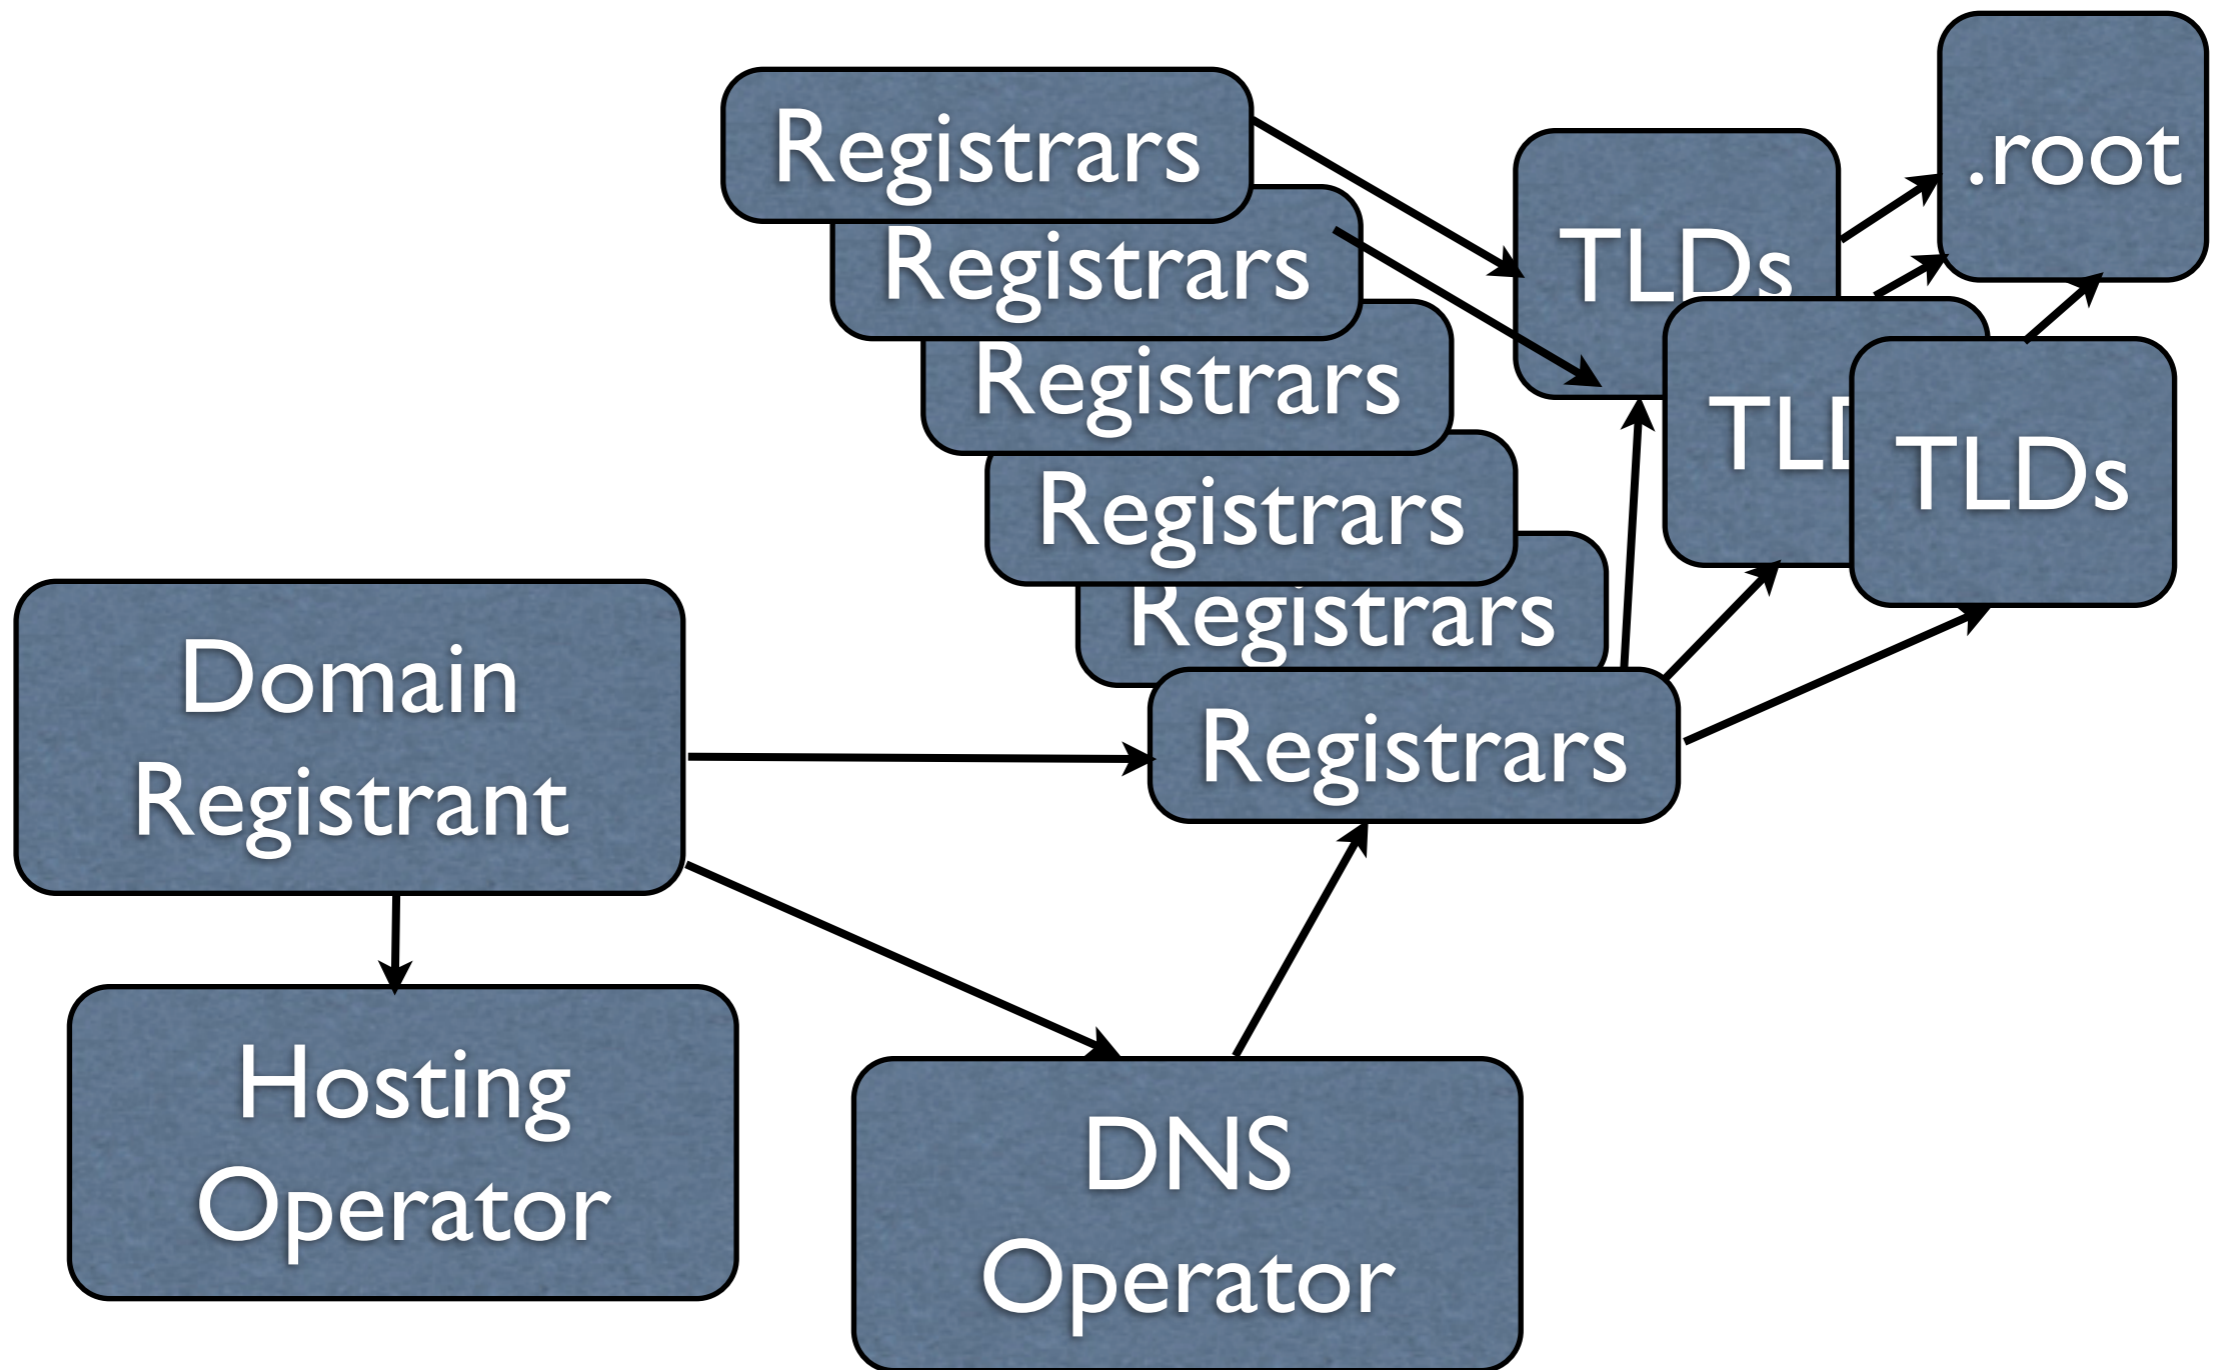 Registrars
.root
Registrars
TLDs
Registrars
TLDs
Registrars
Registrars
Registrars
Domain
Registrant
Hosting
Operator
DNS
Operator